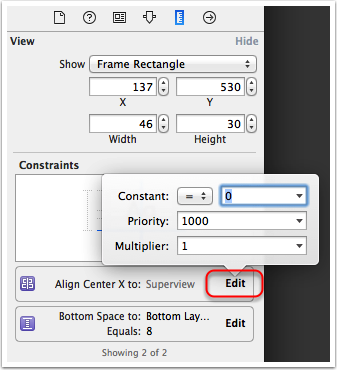 View Hide
Show Frame Rectangle
137 530
X Y
46 30
Width Height
Constraints
Constant: = 0
Priority: 1000
Multiplier: 1
Align Center X to: Superview Edit
Bottom Space to: Bottom Lay...
Equals: 8 Edit
Showing 2 of 2